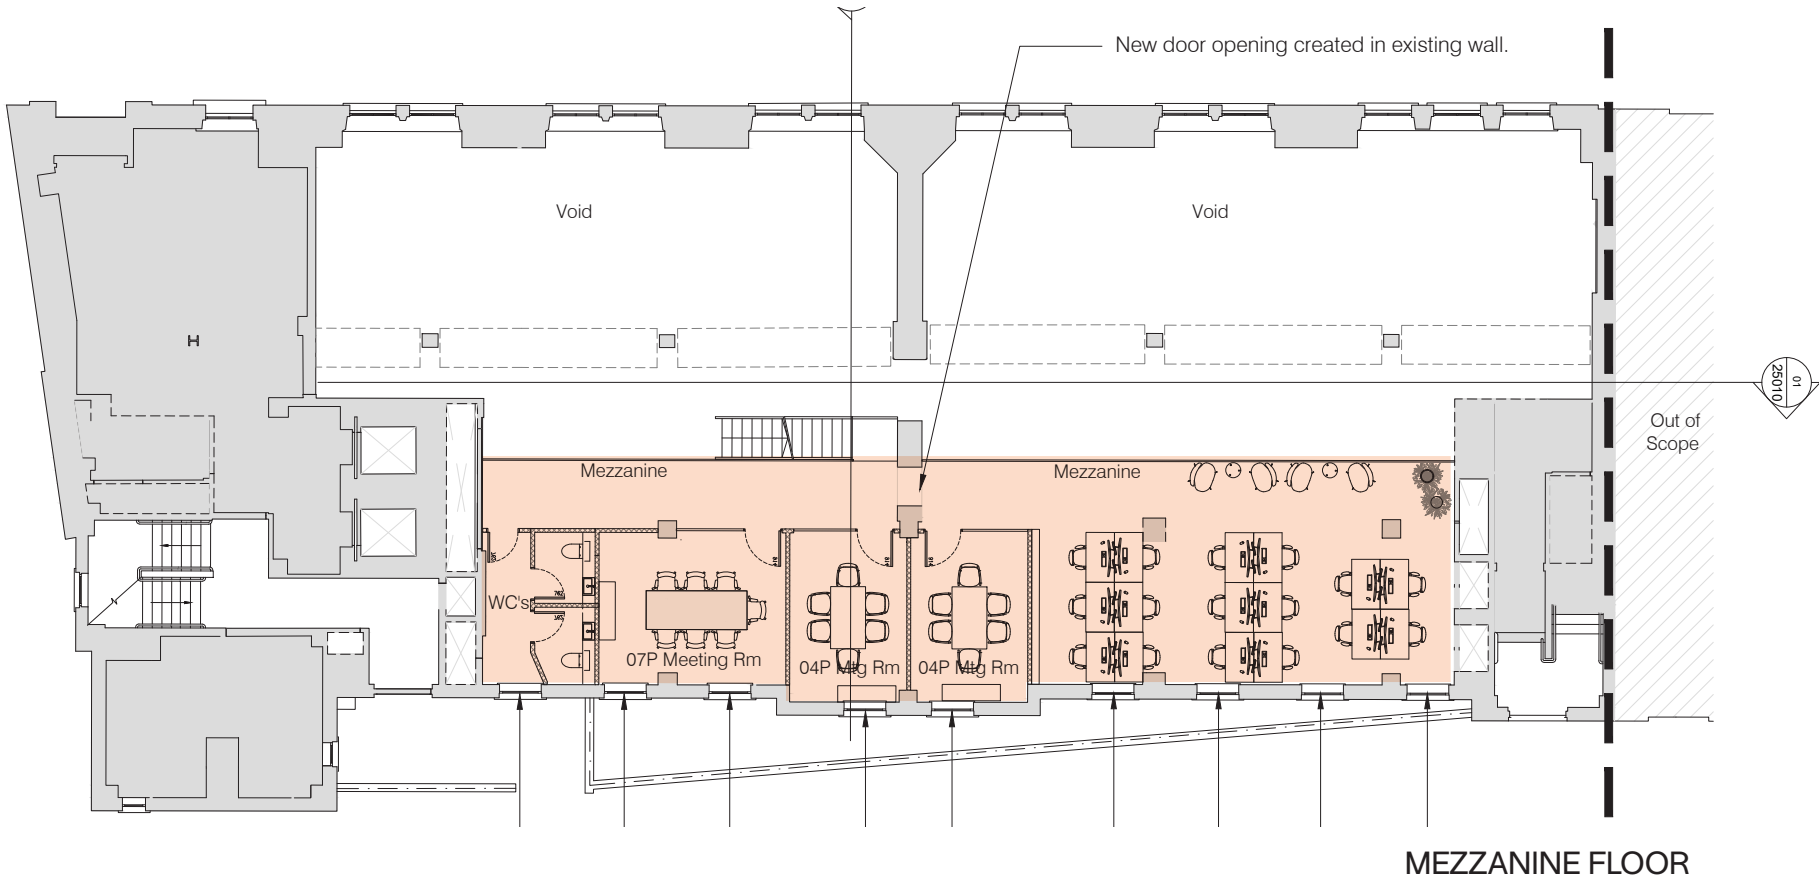 New door opening created in existing wall.
Void
Void
01
25010
Out of
Scope
Mezzanine
Mezzanine
WC's
07P Meeting Rm
04P Mtg Rm
04P Mtg Rm
MEZZANINE FLOOR